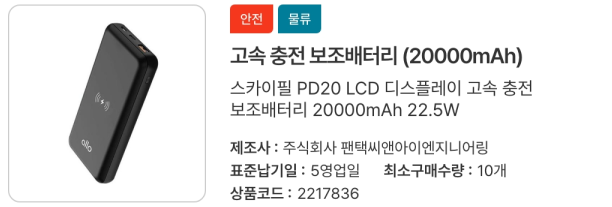 안전 물류
고속 충전 보조배터리 (20000mAh)
스카이필 PD20 LCD 디스플레이 고속 충전
보조배터리 20000mAh 22.5W
allo
제조사 : 주식회사 팬택씨앤아이엔지니어링
표준납기일 : 5영업일 최소구매수량 : 10개
상품코드 : 2217836